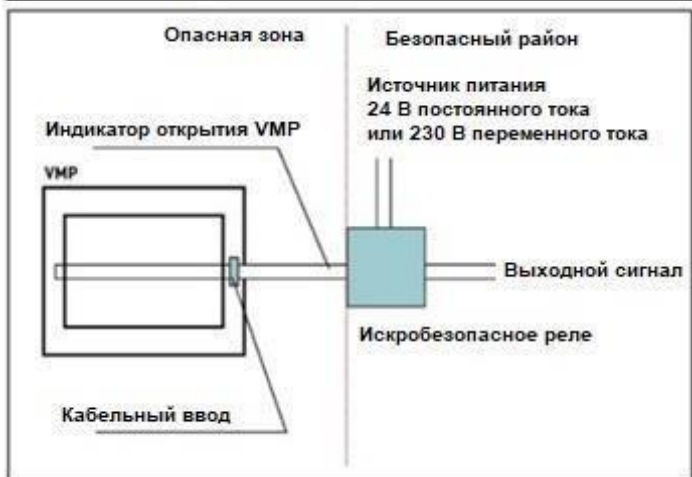 Опасная зона
Безопасный район
Источник питания
24 В постоянного тока
или 230 В переменного тока
Индикатор открытия VMP
VMP
Выходной сигнал
Искробезопасное реле
Кабельный ввод